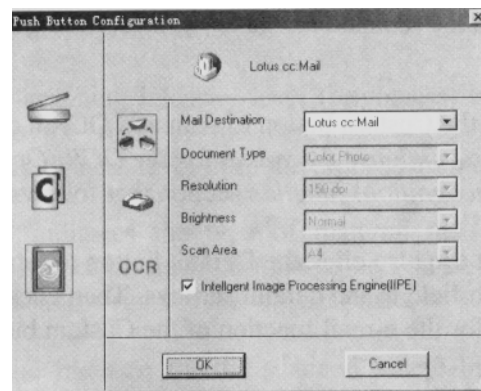 Push Button Configuration
Lotus cc:Mail
Mail Destination Lotus cc:Mail
Document Type Color Photo
Resolution 150 dpi
Brightness Normal
Scan Area A4
C
OCR
Intellgent Image Processing Engine(IIPE)
OK Cancel